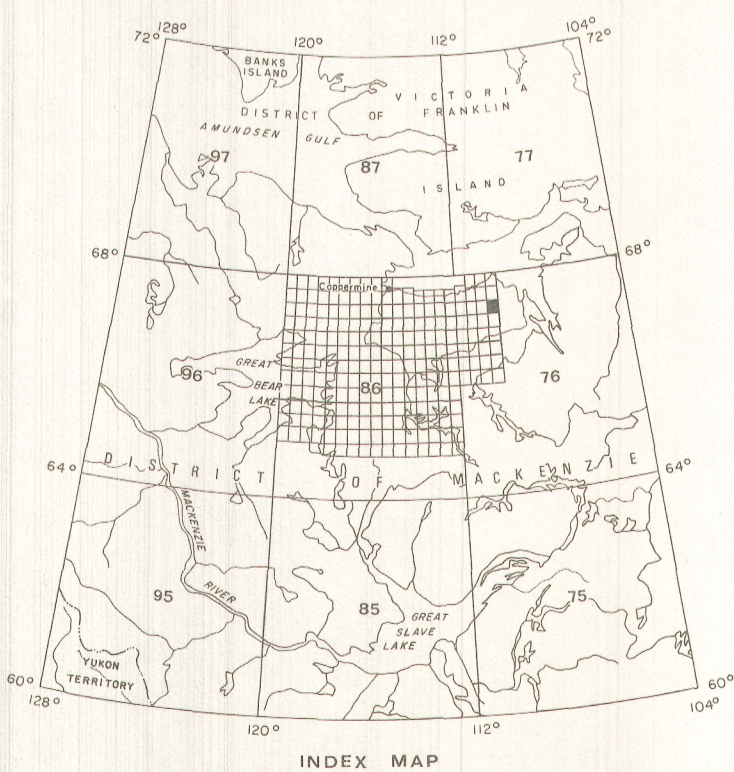 128°
104°
72°
120°
112°
72°
BANKS
ISLAND
VICTORIA
DISTRICT OF FRANKLIN
AMUNDSEN GULF
97
87
77
ISLAND
68°
68°
Coppermine
GREAT
BEAR
LAKE
96
86
76
DISTRICT OF MACKENZIE
64°
64°
MACKENZIE
RIVER
95
85
75
GREAT
SLAVE
LAKE
YUKON
TERRITORY
60°
60°
128°
104°
120°
112°
INDEX MAP